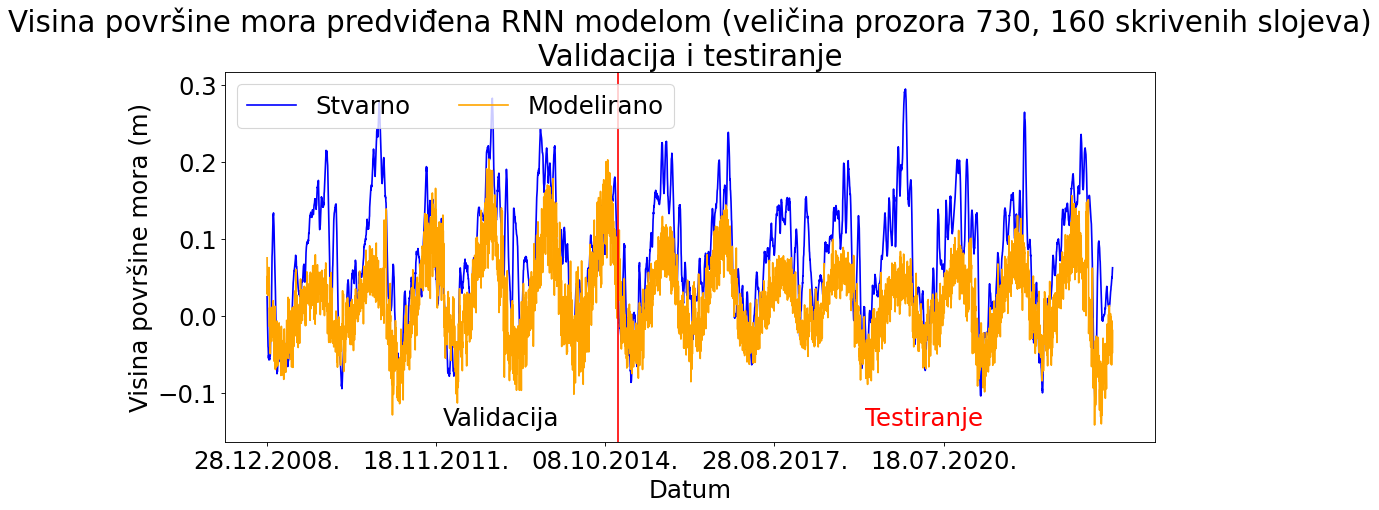 Visina površine mora predviđena RNN modelom (veličina prozora 730, 160 skrivenih slojeva)
Validacija i testiranje
Stvarno
Modelirano
Visina površine mora (m)
0.3
0.2
0.1
0.0
−0.1
Validacija
Testiranje
28.12.2008.
18.11.2011.
08.10.2014.
28.08.2017.
18.07.2020.
Datum